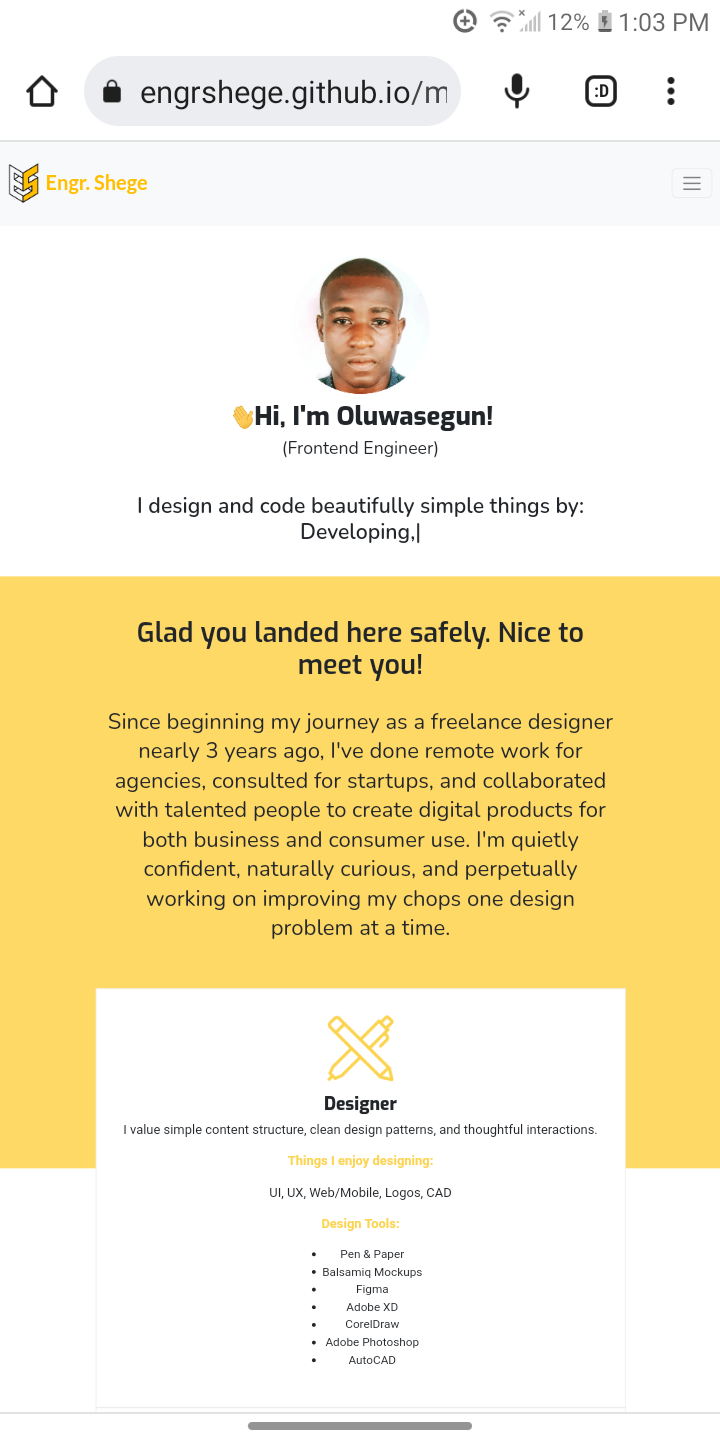 12% 1:03 PM
engrshege.github.io/m
:D
Engr. Shege
👋Hi, I'm Oluwasegun!
(Frontend Engineer)
I design and code beautifully simple things by:
Developing,|
Glad you landed here safely. Nice to
meet you!
Since beginning my journey as a freelance designer
nearly 3 years ago, I've done remote work for
agencies, consulted for startups, and collaborated
with talented people to create digital products for
both business and consumer use. I'm quietly
confident, naturally curious, and perpetually
working on improving my chops one design
problem at a time.
Designer
I value simple content structure, clean design patterns, and thoughtful interactions.
Things I enjoy designing:
UI, UX, Web/Mobile, Logos, CAD
Design Tools:
• Pen & Paper
• Balsamiq Mockups
• Figma
• Adobe XD
• CorelDraw
• Adobe Photoshop
• AutoCAD